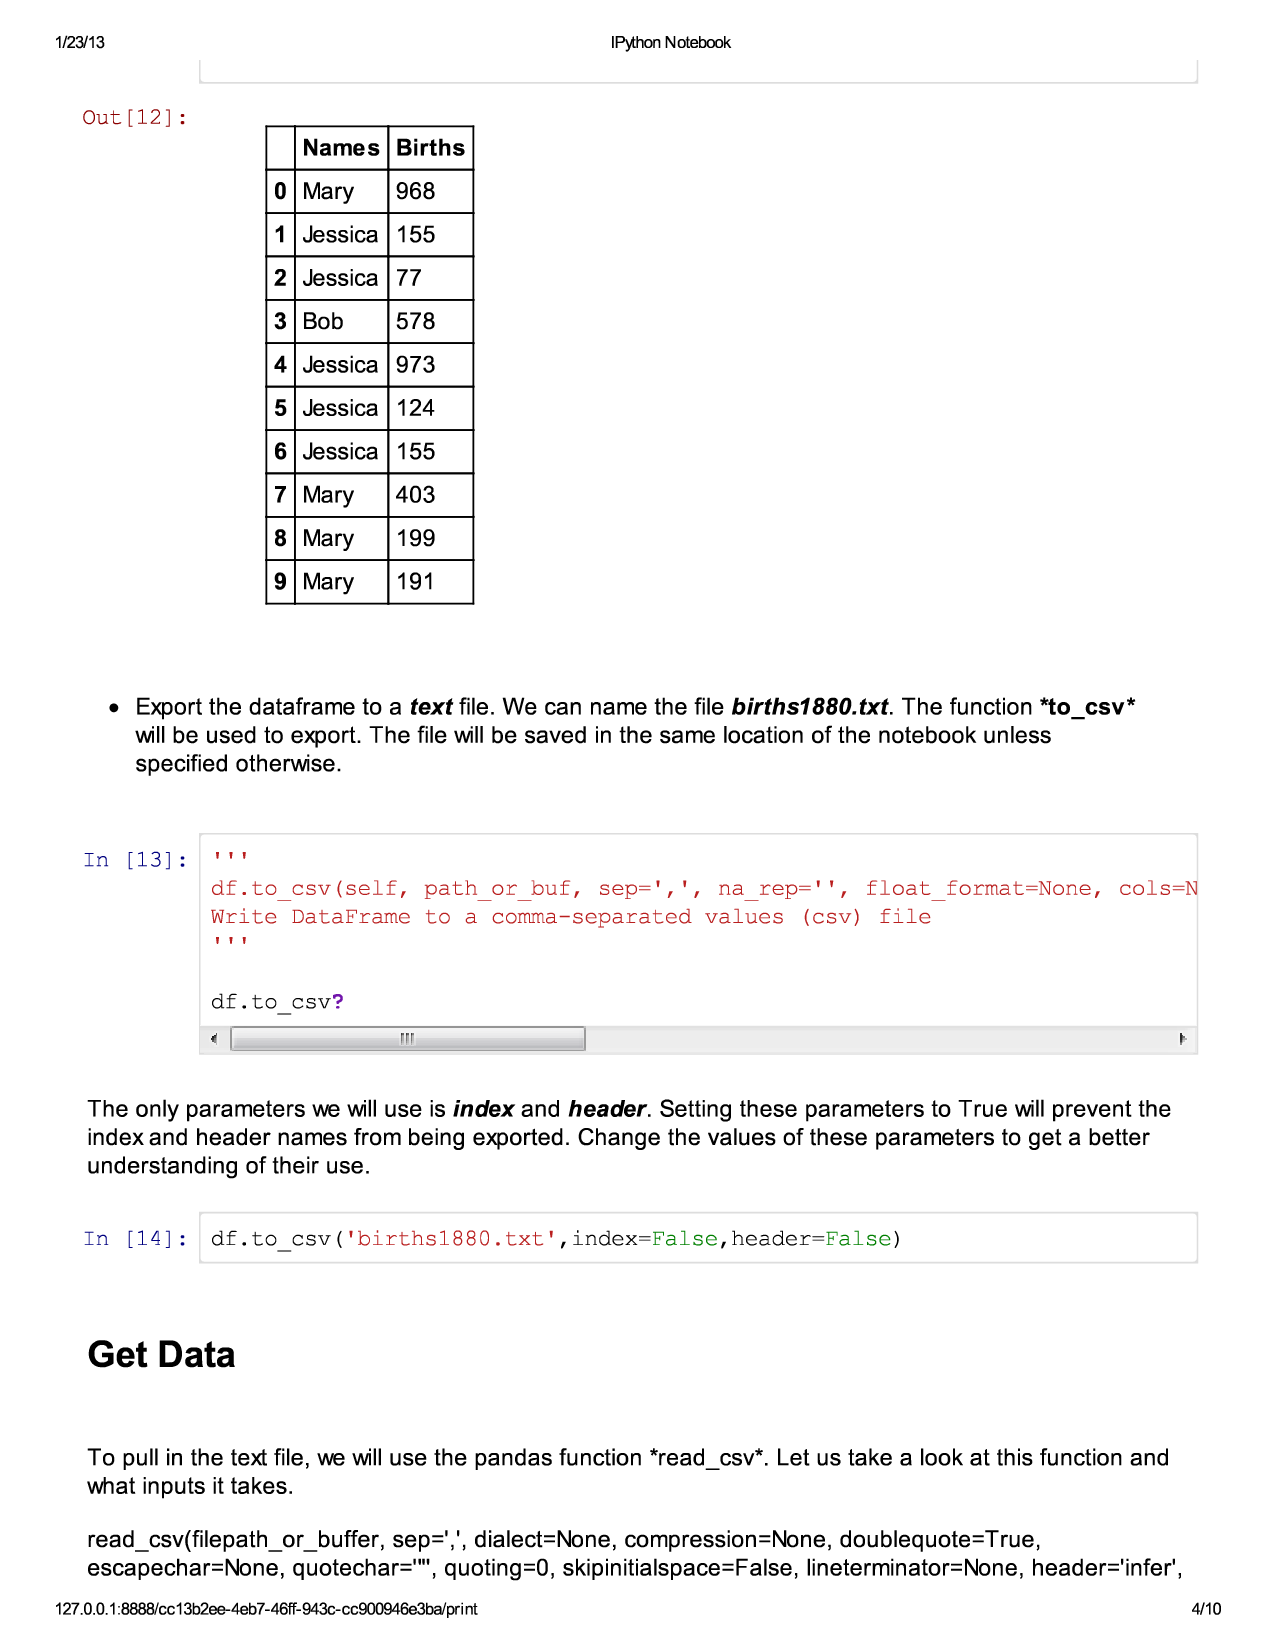 1/23/13 IPython Notebook
Out[12]:
Names Births
0 Mary 968
1 Jessica 155
2 Jessica 77
3 Bob 578
4 Jessica 973
5 Jessica 124
6 Jessica 155
7 Mary 403
8 Mary 199
9 Mary 191
• Export the dataframe to a text file. We can name the file births1880.txt. The function *to_csv*
will be used to export. The file will be saved in the same location of the notebook unless
specified otherwise.
In [13]: '''
df.to_csv(self, path_or_buf, sep=',', na_rep='', float_format=None, cols=N
Write DataFrame to a comma-separated values (csv) file
'''
df.to_csv?
The only parameters we will use is index and header. Setting these parameters to True will prevent the
index and header names from being exported. Change the values of these parameters to get a better
understanding of their use.
In [14]: df.to_csv('births1880.txt',index=False,header=False)
Get Data
To pull in the text file, we will use the pandas function *read_csv*. Let us take a look at this function and
what inputs it takes.
read_csv(filepath_or_buffer, sep=',', dialect=None, compression=None, doublequote=True,
escapechar=None, quotechar='"', quoting=0, skipinitialspace=False, lineterminator=None, header='infer',
127.0.0.1:8888/cc13b2ee-4eb7-46ff-943c-cc900946e3ba/print 4/10